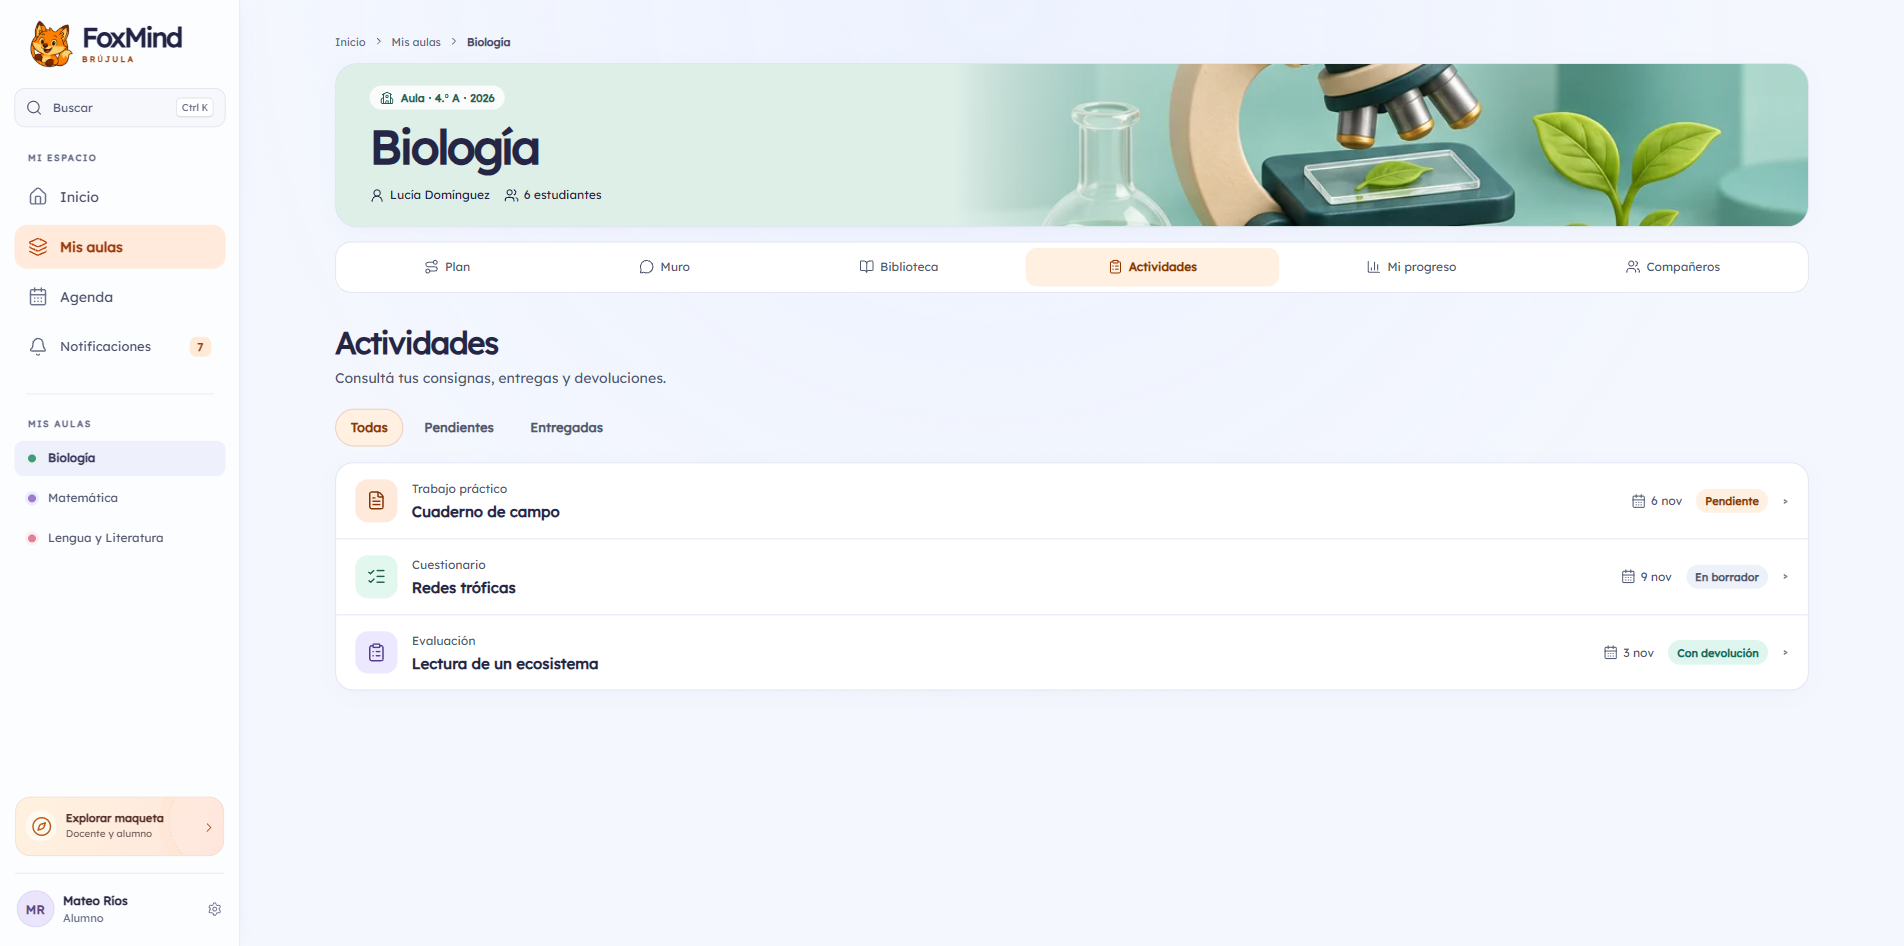 FoxMind
BRÚJULA
Buscar
Ctrl K
MI ESPACIO
Inicio
Mis aulas
Agenda
Notificaciones
7
MIS AULAS
Biología
Matemática
Lengua y Literatura
Explorar maqueta
Docente y alumno
MR
Mateo Ríos
Alumno
Inicio > Mis aulas > Biología
Aula · 4.º A · 2026
Biología
Lucía Domínguez 6 estudiantes
Plan
Muro
Biblioteca
Actividades
Mi progreso
Compañeros
Actividades
Consultá tus consignas, entregas y devoluciones.
Todas
Pendientes
Entregadas
Trabajo práctico
Cuaderno de campo
6 nov
Pendiente
Cuestionario
Redes tróficas
9 nov
En borrador
Evaluación
Lectura de un ecosistema
3 nov
Con devolución